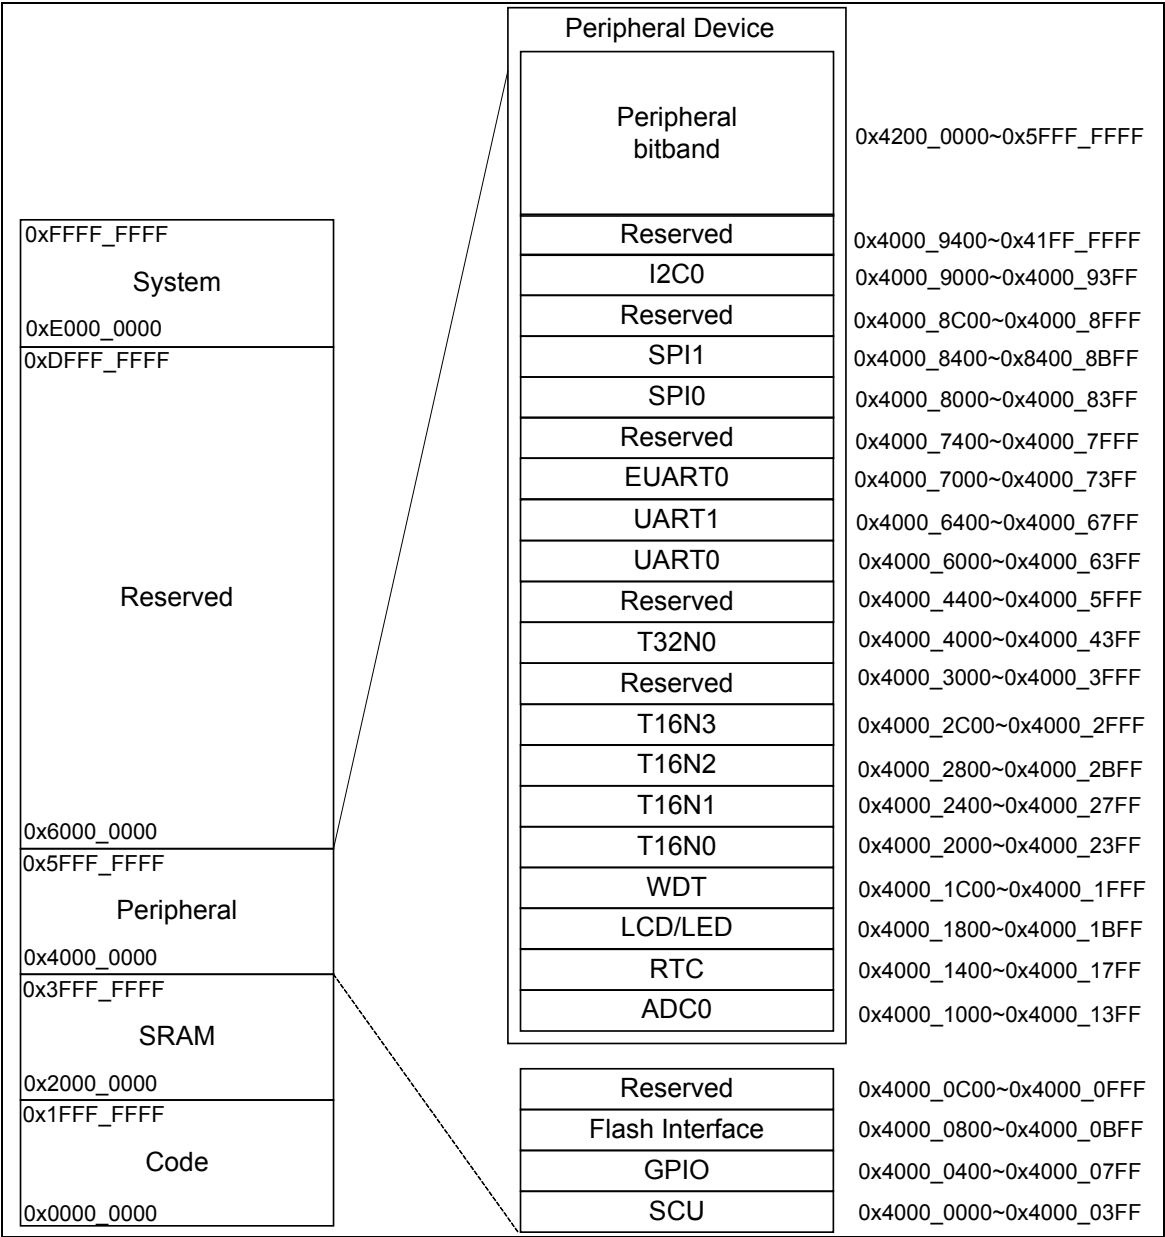 0xFFFF_FFFF
System
0xE000_0000
0xDFFF_FFFF
Reserved
0x6000_0000
0x5FFF_FFFF
Peripheral
0x4000_0000
0x3FFF_FFFF
SRAM
0x2000_0000
0x1FFF_FFFF
Code
0x0000_0000
Peripheral Device
Peripheral
bitband
0x4200_0000~0x5FFF_FFFF
Reserved 0x4000_9400~0x41FF_FFFF
I2C0 0x4000_9000~0x4000_93FF
Reserved 0x4000_8C00~0x4000_8FFF
SPI1 0x4000_8400~0x8400_8BFF
SPI0 0x4000_8000~0x4000_83FF
Reserved 0x4000_7400~0x4000_7FFF
EUART0 0x4000_7000~0x4000_73FF
UART1 0x4000_6400~0x4000_67FF
UART0 0x4000_6000~0x4000_63FF
Reserved 0x4000_4400~0x4000_5FFF
T32N0 0x4000_4000~0x4000_43FF
Reserved 0x4000_3000~0x4000_3FFF
T16N3 0x4000_2C00~0x4000_2FFF
T16N2 0x4000_2800~0x4000_2BFF
T16N1 0x4000_2400~0x4000_27FF
T16N0 0x4000_2000~0x4000_23FF
WDT 0x4000_1C00~0x4000_1FFF
LCD/LED 0x4000_1800~0x4000_1BFF
RTC 0x4000_1400~0x4000_17FF
ADC0 0x4000_1000~0x4000_13FF
Reserved 0x4000_0C00~0x4000_0FFF
Flash Interface 0x4000_0800~0x4000_0BFF
GPIO 0x4000_0400~0x4000_07FF
SCU 0x4000_0000~0x4000_03FF